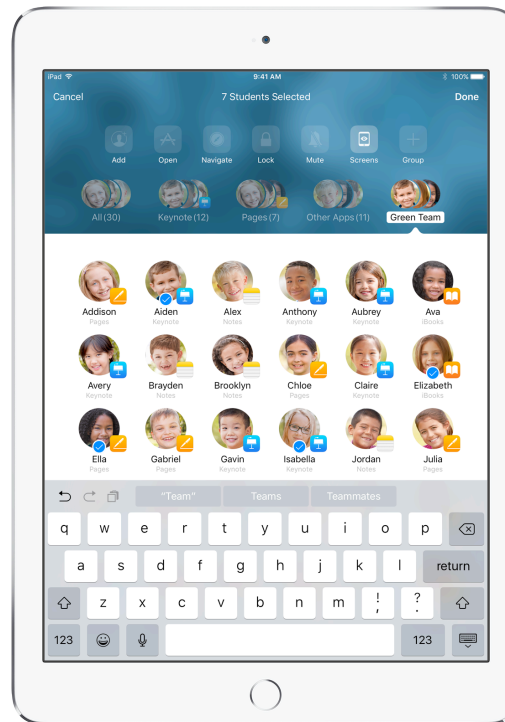 iPad 9:41 AM 100%
Cancel 7 Students Selected Done
Add Open Navigate Lock Mute Screens Group
All (30) Keynote (12) Pages (7) Other Apps (11) Green Team
Addison Aiden Alex Anthony Aubrey Ava
Pages Keynote Notes Keynote Keynote iBooks
Avery Brayden Brooklyn Chloe Claire Elizabeth
Keynote Notes Notes Pages Keynote iBooks
Ella Gabriel Gavin Isabella Jordan Julia
Pages Pages Keynote Keynote Notes Pages
"Team" Teams Teammates
q w e r t y u i o p
a s d f g h j k l return
z x c v b n m ! , ? .
123 123